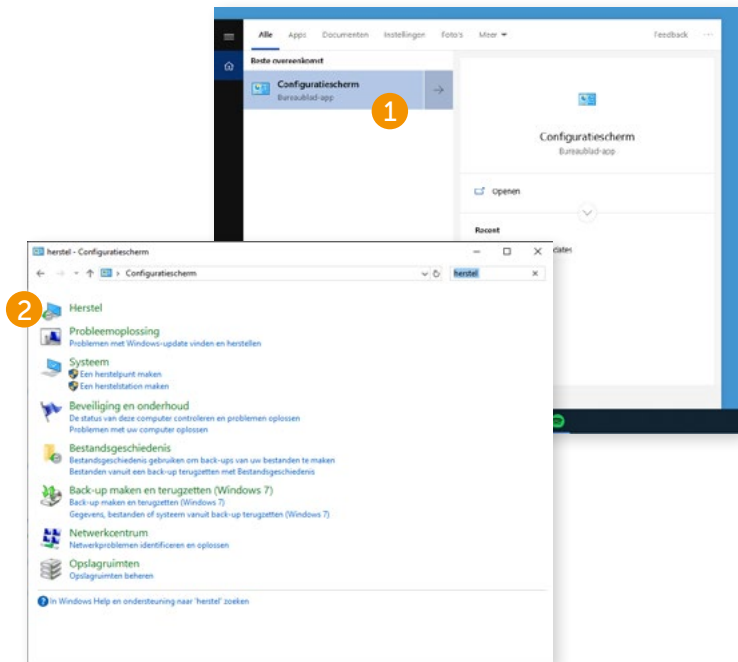 Alle Apps Documenten Instellingen Foto's Meer Feedback
Beste overeenkomst
Configuratiescherm
Bureaublad-app
1
Configuratiescherm
Bureaublad-app
Openen
Recent
dates
herstel - Configuratiescherm
Configuratiescherm
herstel
2
Herstel
Probleemoplossing
Problemen met Windows-update vinden en herstellen
Systeem
Een herstelpunt maken
Een herstelstation maken
Beveiliging en onderhoud
De status van deze computer controleren en problemen oplossen
Problemen met uw computer oplossen
Bestandsgeschiedenis
Bestandsgeschiedenis gebruiken om back-ups van uw bestanden te maken
Bestanden vanuit een back-up terugzetten met Bestandsgeschiedenis
Back-up maken en terugzetten (Windows 7)
Back-up maken en terugzetten (Windows 7)
Gegevens, bestanden of systeem vanuit back-up terugzetten (Windows 7)
Netwerkcentrum
Netwerkproblemen identificeren en oplossen
Opslagruimten
Opslagruimten beheren
In Windows Help en ondersteuning naar 'herstel' zoeken